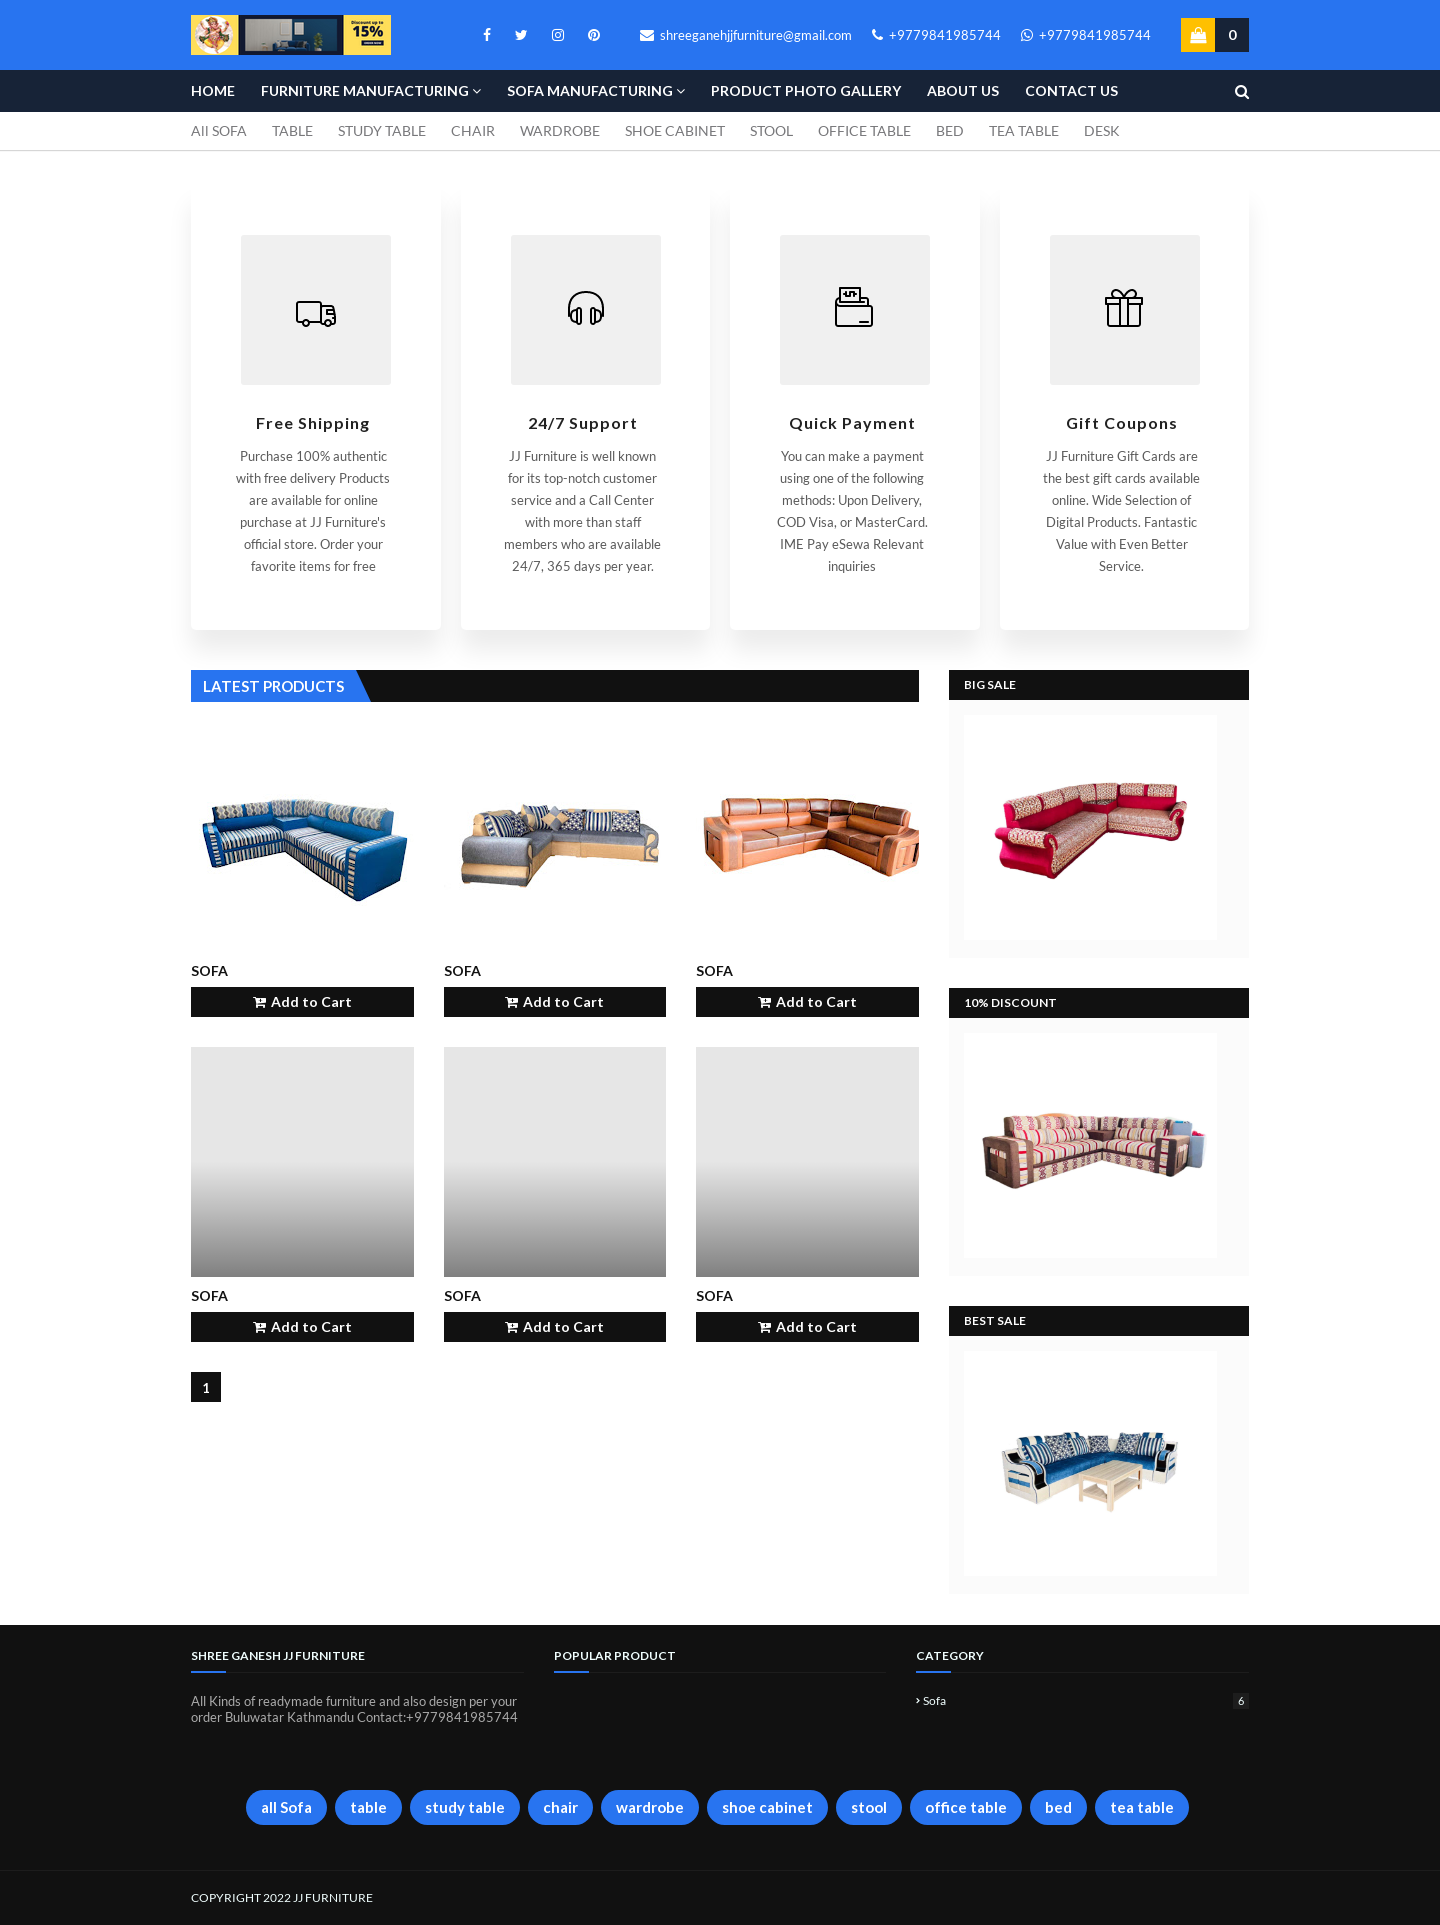 Discount up to
15%
shreeganehjjfurniture@gmail.com
+9779841985744
+9779841985744
0
HOME
FURNITURE MANUFACTURING
SOFA MANUFACTURING
PRODUCT PHOTO GALLERY
ABOUT US
CONTACT US
All SOFA
TABLE
STUDY TABLE
CHAIR
WARDROBE
SHOE CABINET
STOOL
OFFICE TABLE
BED
TEA TABLE
DESK
Free Shipping
Purchase 100% authentic
with free delivery Products
are available for online
purchase at JJ Furniture's
official store. Order your
favorite items for free
24/7 Support
JJ Furniture is well known
for its top-notch customer
service and a Call Center
with more than staff
members who are available
24/7, 365 days per year.
Quick Payment
You can make a payment
using one of the following
methods: Upon Delivery,
COD Visa, or MasterCard.
IME Pay eSewa Relevant
inquiries
Gift Coupons
JJ Furniture Gift Cards are
the best gift cards available
online. Wide Selection of
Digital Products. Fantastic
Value with Even Better
Service.
LATEST PRODUCTS
SOFA
Add to Cart
SOFA
Add to Cart
SOFA
Add to Cart
SOFA
Add to Cart
SOFA
Add to Cart
SOFA
Add to Cart
1
BIG SALE
10% DISCOUNT
BEST SALE
SHREE GANESH JJ FURNITURE
All Kinds of readymade furniture and also design per your
order Buluwatar Kathmandu Contact:+9779841985744
POPULAR PRODUCT
CATEGORY
Sofa
6
all Sofa
table
study table
chair
wardrobe
shoe cabinet
stool
office table
bed
tea table
COPYRIGHT 2022 JJ FURNITURE